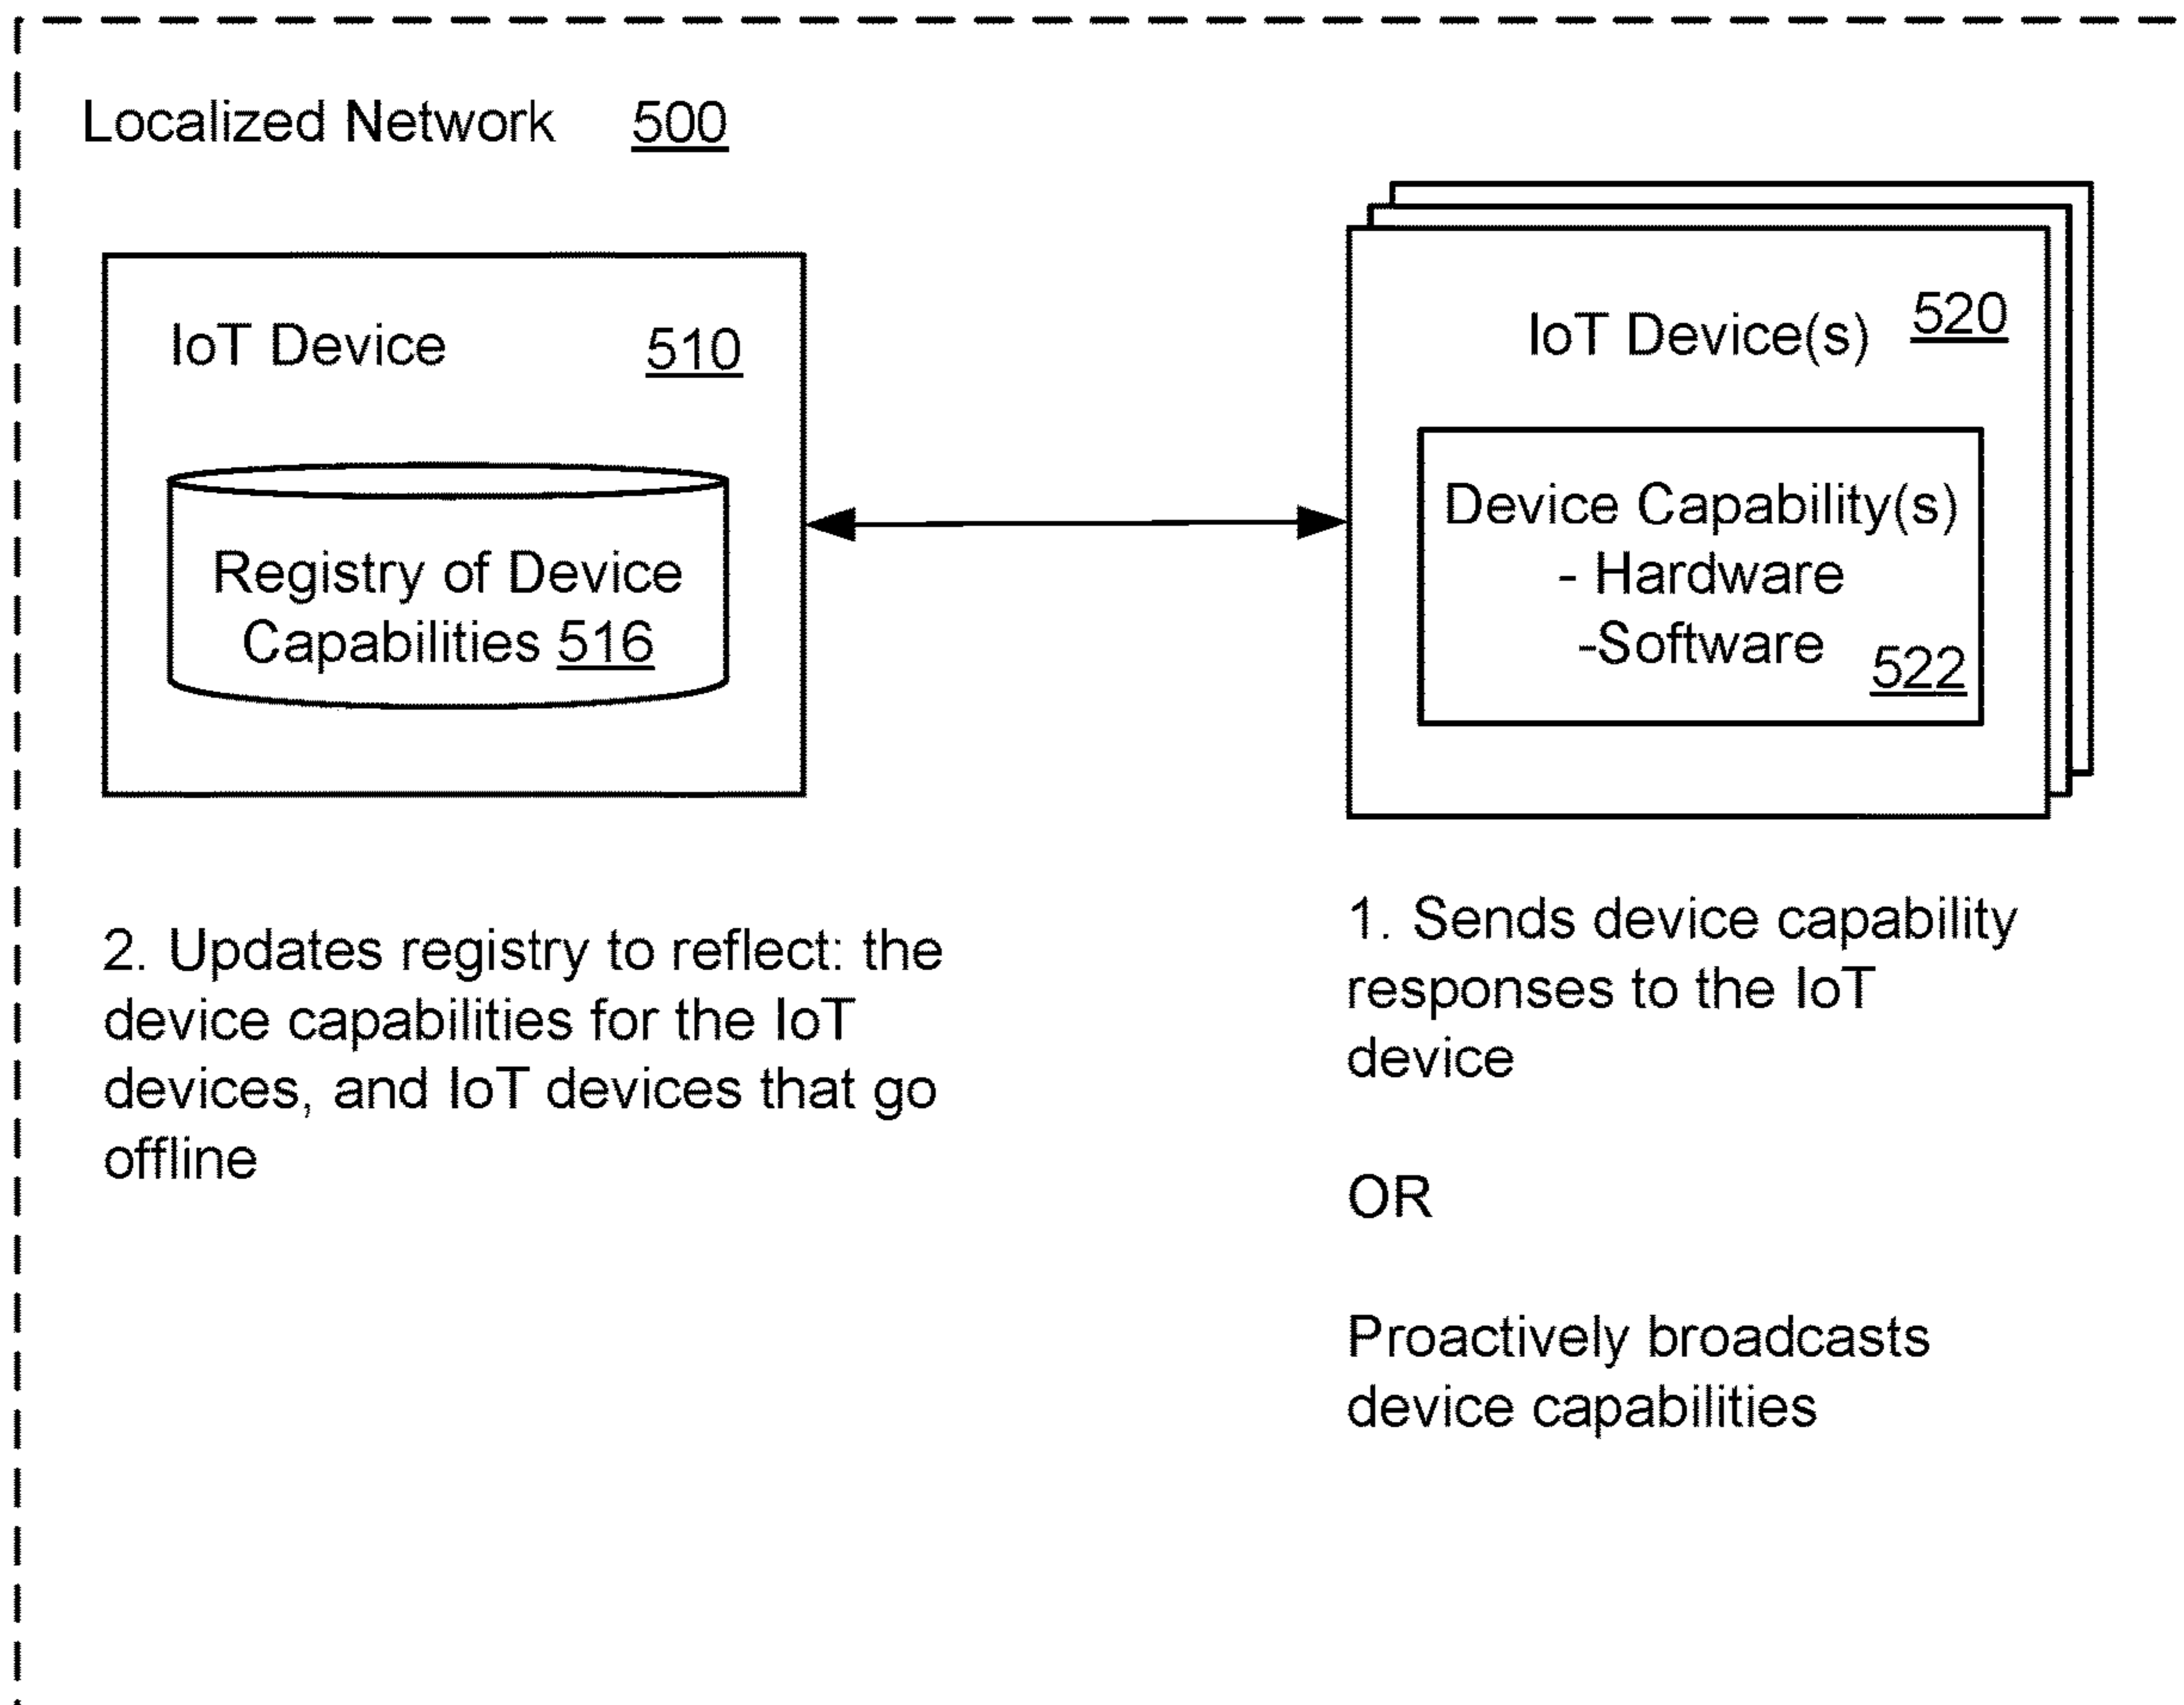 Localized Network 500
IoT Device 510
Registry of Device
Capabilities 516
IoT Device(s) 520
Device Capability(s)
- Hardware
-Software
522
2. Updates registry to reflect: the
device capabilities for the IoT
devices, and IoT devices that go
offline
1. Sends device capability
responses to the IoT
device
OR
Proactively broadcasts
device capabilities